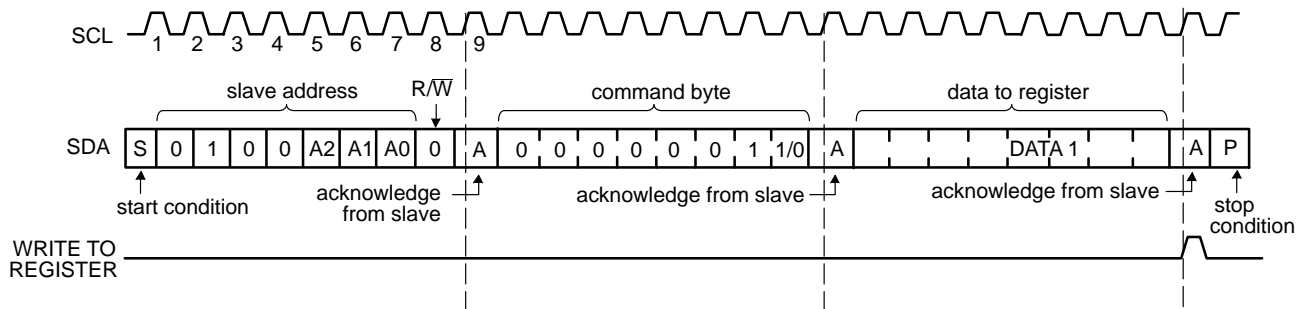 SCL
1 2 3 4 5 6 7 8 9
R/W̅
slave address command byte data to register
SDA S 0 1 0 0 A2 A1 A0 0 A 0 0 0 0 0 0 1 1/0 A DATA 1 A P
start condition acknowledge from slave acknowledge from slave acknowledge from slave stop condition
WRITE TO
REGISTER